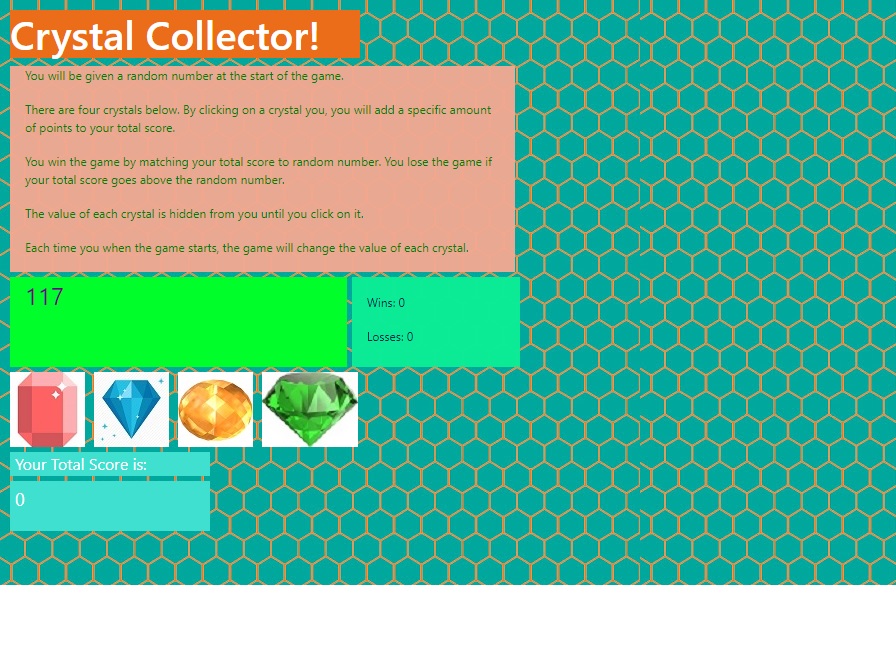 Crystal Collector!
You will be given a random number at the start of the game.
There are four crystals below. By clicking on a crystal you, you will add a specific amount
of points to your total score.
You win the game by matching your total score to random number. You lose the game if
your total score goes above the random number.
The value of each crystal is hidden from you until you click on it.
Each time you when the game starts, the game will change the value of each crystal.
117
Wins: 0
Losses: 0
Your Total Score is:
0